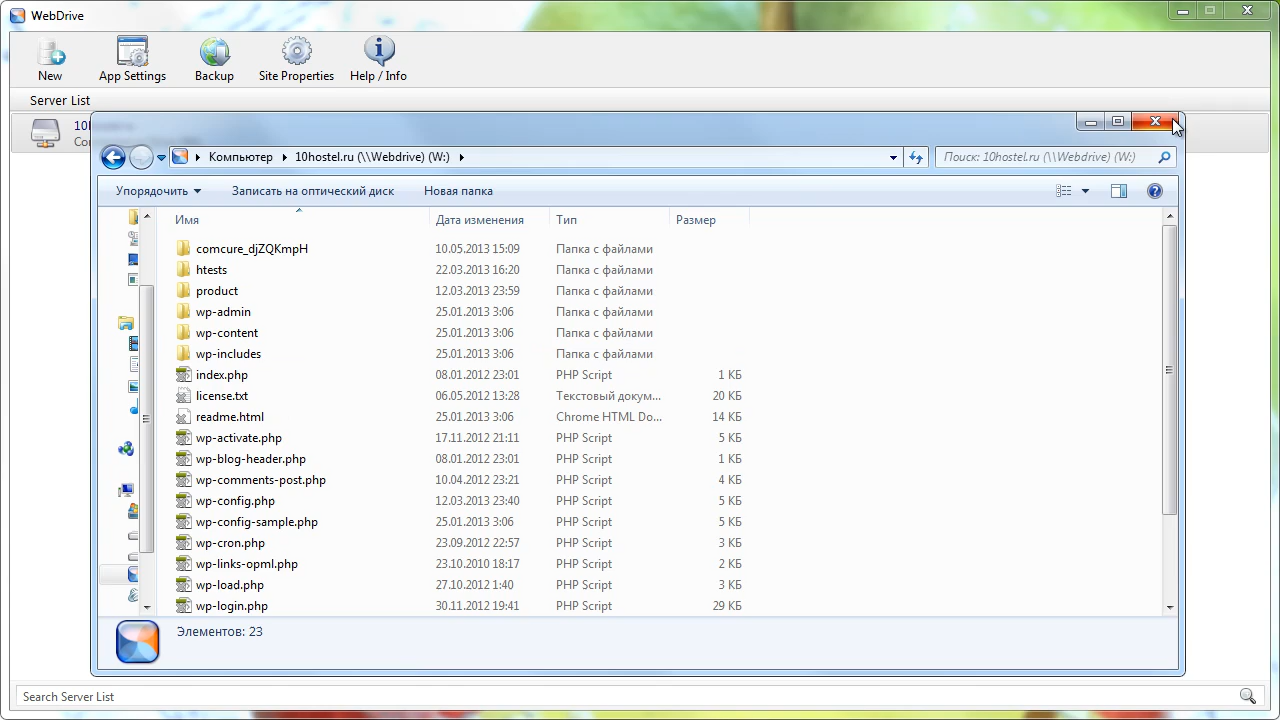 WebDrive
New App Settings Backup Site Properties Help / Info
Server List
Компьютер 10hostel.ru (\\Webdrive) (W:) Поиск: 10hostel.ru (\\Webdrive) (W:)
Упорядочить Записать на оптический диск Новая папка
Имя Дата изменения Тип Размер
comcure_djZQKmpH 10.05.2013 15:09 Папка с файлами
htests 22.03.2013 16:20 Папка с файлами
product 12.03.2013 23:59 Папка с файлами
wp-admin 25.01.2013 3:06 Папка с файлами
wp-content 25.01.2013 3:06 Папка с файлами
wp-includes 25.01.2013 3:06 Папка с файлами
index.php 08.01.2012 23:01 PHP Script 1 КБ
license.txt 06.05.2012 13:28 Текстовый докум... 20 КБ
readme.html 25.01.2013 3:06 Chrome HTML Do... 14 КБ
wp-activate.php 17.11.2012 21:11 PHP Script 5 КБ
wp-blog-header.php 08.01.2012 23:01 PHP Script 1 КБ
wp-comments-post.php 10.04.2012 23:21 PHP Script 4 КБ
wp-config.php 12.03.2013 23:40 PHP Script 5 КБ
wp-config-sample.php 25.01.2013 3:06 PHP Script 5 КБ
wp-cron.php 23.09.2012 22:57 PHP Script 3 КБ
wp-links-opml.php 23.10.2010 18:17 PHP Script 2 КБ
wp-load.php 27.10.2012 1:40 PHP Script 3 КБ
wp-login.php 30.11.2012 19:41 PHP Script 29 КБ
Элементов: 23
Search Server List